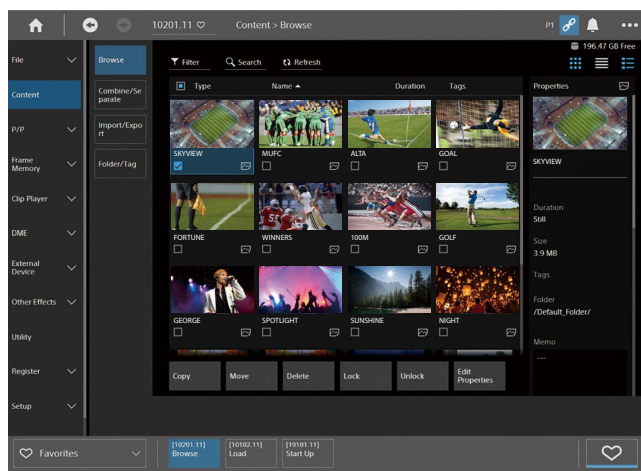 10201.11
Content > Browse
P1
196.47 GB Free
File
Content
P/P
Frame
Memory
Clip Player
DME
External
Device
Other Effects
Utility
Register
Setup
Browse
Combine/Se
parate
Import/Expo
rt
Folder/Tag
Filter
Search
Refresh
Type
Name
Duration
Tags
SKYVIEW
MUFC
ALTA
GOAL
FORTUNE
WINNERS
100M
GOLF
GEORGE
SPOTLIGHT
SUNSHINE
NIGHT
Copy
Move
Delete
Lock
Unlock
Edit
Properties
Properties
SKYVIEW
Duration
Still
Size
3.9 MB
Tags
Folder
/Default_Folder/
Memo
---
Favorites
[10201.11]
Browse
[10102.11]
Load
[19101.11]
Start Up